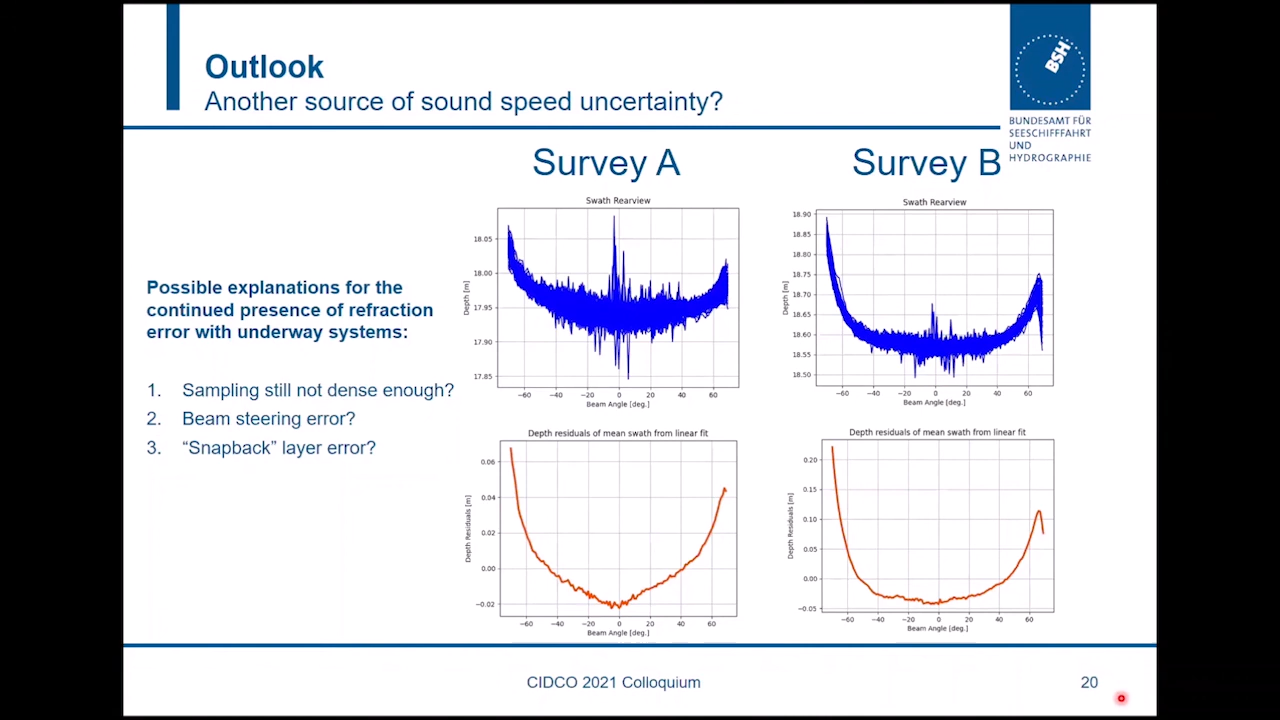 Outlook
Another source of sound speed uncertainty?
BSH
BUNDESAMT FÜR
SEESCHIFFFAHRT
UND
HYDROGRAPHIE
Survey A
Survey B
Possible explanations for the
continued presence of refraction
error with underway systems:
1. Sampling still not dense enough?
2. Beam steering error?
3. “Snapback” layer error?
Swath Rearview
Depth [m]
18.05
18.00
17.95
17.90
17.85
−60 −40 −20 0 20 40 60
Beam Angle [deg.]
Swath Rearview
Depth [m]
18.90
18.85
18.80
18.75
18.70
18.65
18.60
18.55
18.50
−60 −40 −20 0 20 40 60
Beam Angle [deg.]
Depth residuals of mean swath from linear fit
Depth Residuals [m]
0.06
0.04
0.02
0.00
−0.02
−60 −40 −20 0 20 40 60
Beam Angle [deg.]
Depth residuals of mean swath from linear fit
Depth Residuals [m]
0.20
0.15
0.10
0.05
0.00
−0.05
−60 −40 −20 0 20 40 60
Beam Angle [deg.]
CIDCO 2021 Colloquium
20